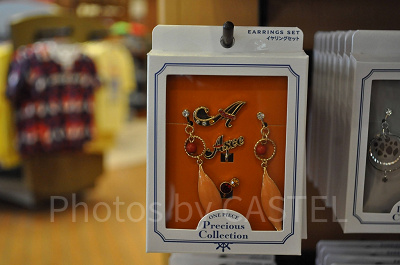 EARRINGS SET
イヤリングセット
A
Ace
Photos by CASTEL
ONE PIECE
Precious
Collection